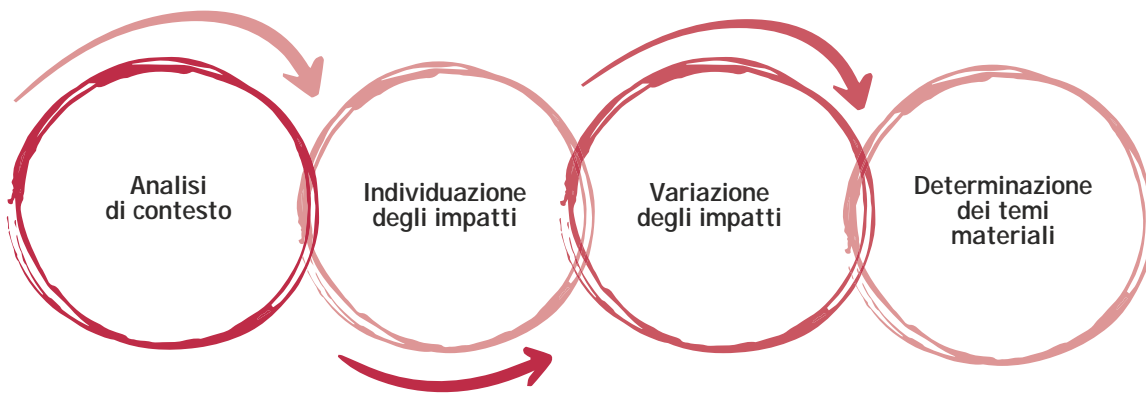 Analisi
di contesto
Individuazione
degli impatti
Variazione
degli impatti
Determinazione
dei temi
materiali